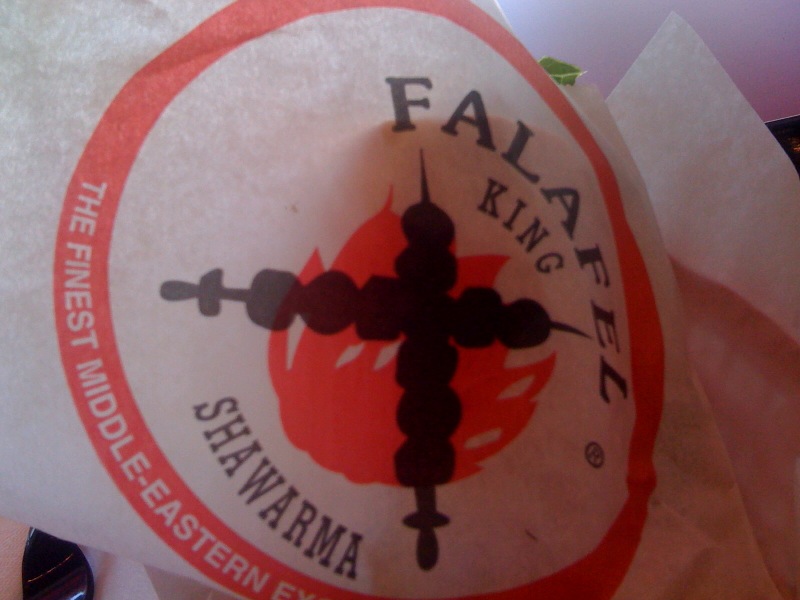 FALAFEL
KING
®
SHAWARMA
THE FINEST MIDDLE-EASTERN